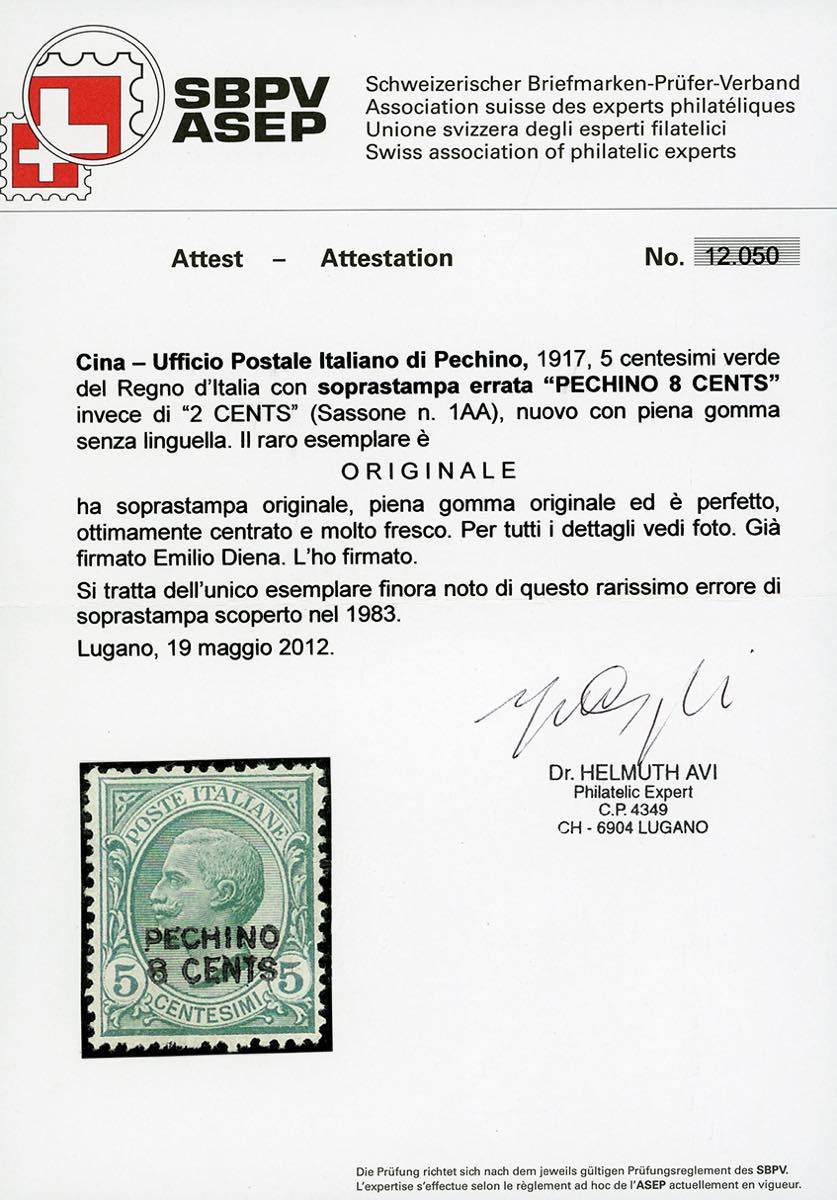 SBPV
ASEP
Schweizerischer Briefmarken-Prüfer-Verband
Association suisse des experts philatéliques
Unione svizzera degli esperti filatelici
Swiss association of philatelic experts
Attest – Attestation No. 12.050
Cina – Ufficio Postale Italiano di Pechino, 1917, 5 centesimi verde
del Regno d'Italia con soprastampa errata “PECHINO 8 CENTS”
invece di “2 CENTS” (Sassone n. 1AA), nuovo con piena gomma
senza linguella. Il raro esemplare è
ORIGINALE
ha soprastampa originale, piena gomma originale ed è perfetto,
ottimamente centrato e molto fresco. Per tutti i dettagli vedi foto. Già
firmato Emilio Diena. L'ho firmato.
Si tratta dell'unico esemplare finora noto di questo rarissimo errore di
soprastampa scoperto nel 1983.
Lugano, 19 maggio 2012.
Dr. HELMUTH AVI
Philatelic Expert
C.P. 4349
CH - 6904 LUGANO
POSTE ITALIANE
PECHINO
8 CENTS
5 5
CENTESIMI
Die Prüfung richtet sich nach dem jeweils gültigen Prüfungsreglement des SBPV.
L'expertise s'effectue selon le règlement ad hoc de l'ASEP actuellement en vigueur.